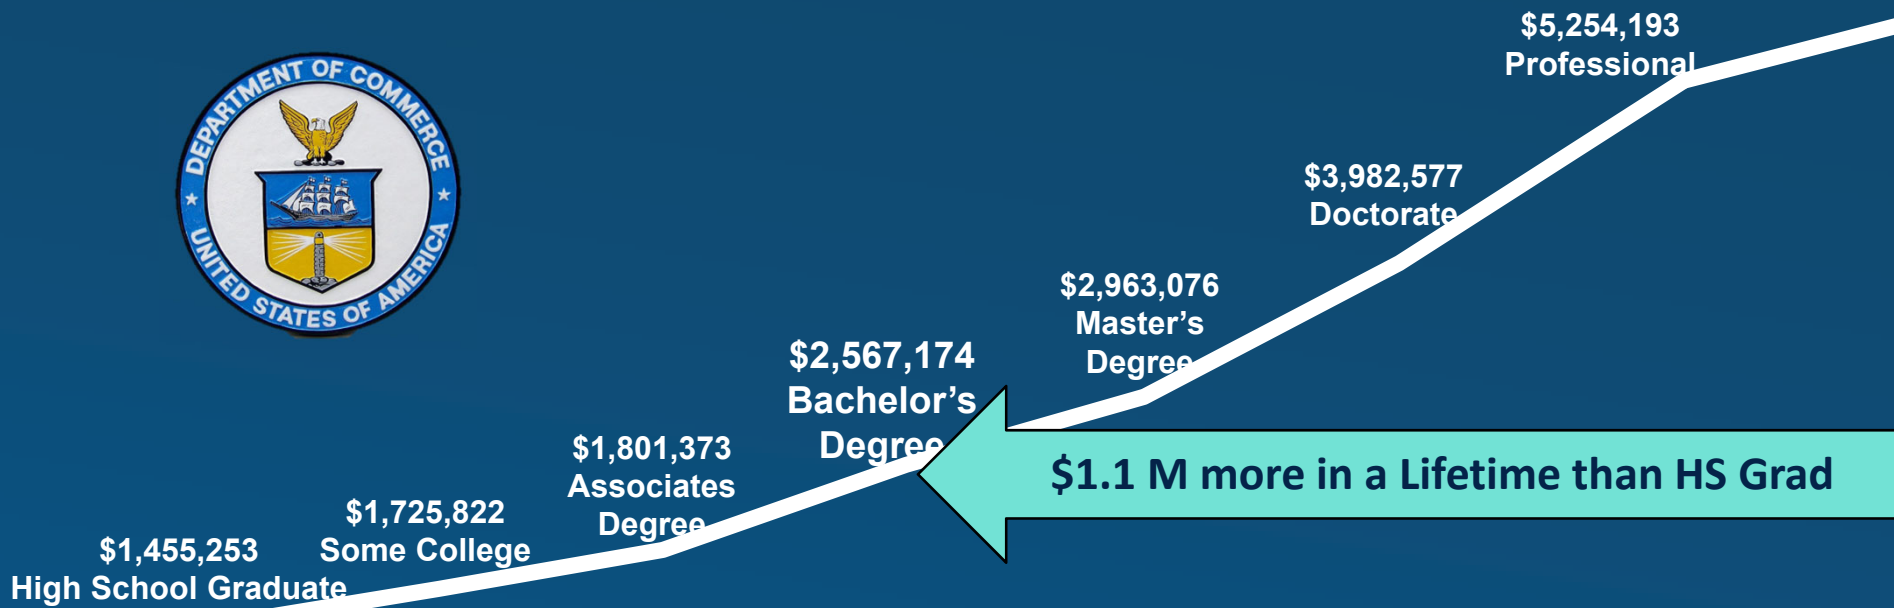 DEPARTMENT OF COMMERCE
UNITED STATES OF AMERICA
$1,455,253
High School Graduate
$1,725,822
Some College
$1,801,373
Associates
Degree
$2,567,174
Bachelor’s
Degree
$2,963,076
Master’s
Degree
$3,982,577
Doctorate
$5,254,193
Professional
$1.1 M more in a Lifetime than HS Grad